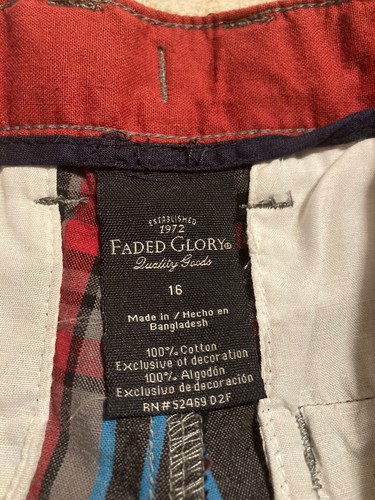 ESTABLISHED
1972
FADED GLORY®
Quality Goods
16
Made in / Hecho en
Bangladesh
100% Cotton
Exclusive of decoration
100% Algodón
Exclusivo de decoración
RN# 52469 D2F